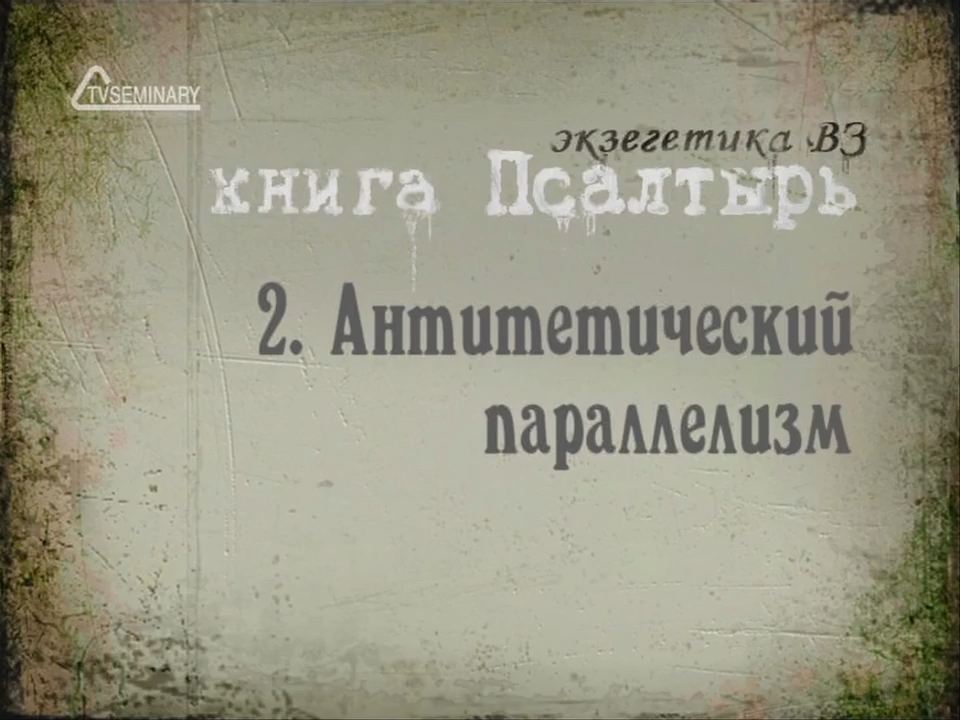 TVSEMINARY
экзегетика ВЗ
книга Псалтырь
2. Антитетический
параллелизм